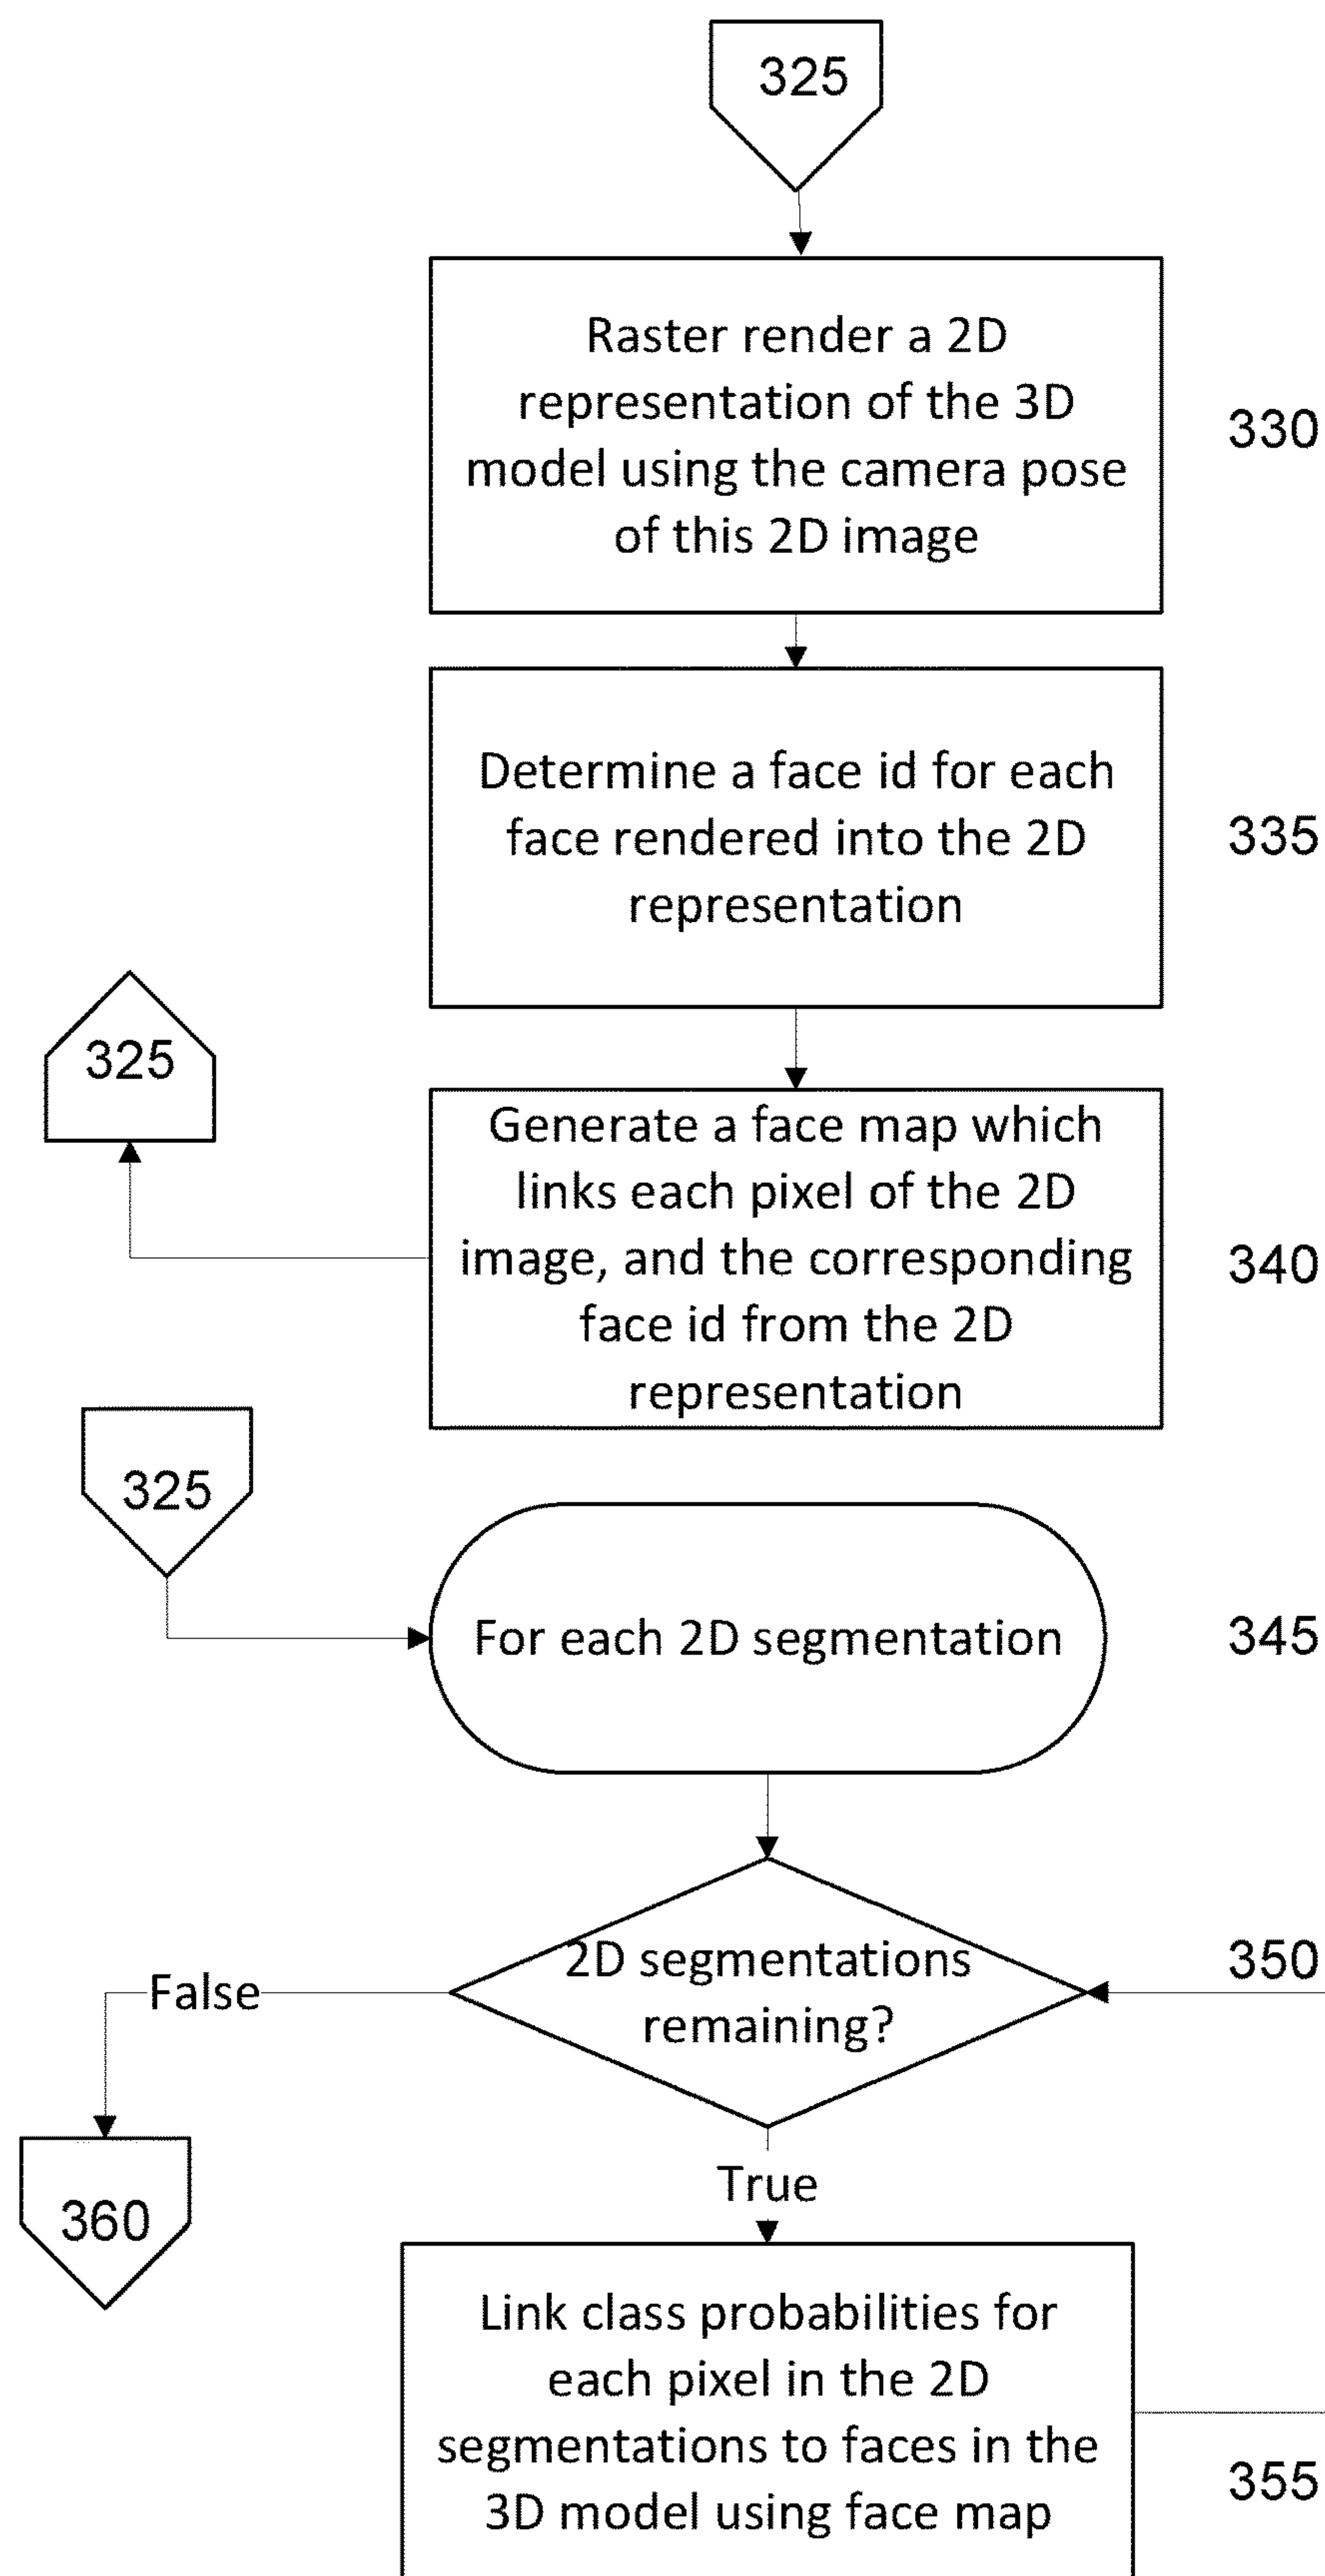 325
Raster render a 2D
representation of the 3D
model using the camera pose
of this 2D image
330
Determine a face id for each
face rendered into the 2D
representation
335
325
Generate a face map which
links each pixel of the 2D
image, and the corresponding
face id from the 2D
representation
340
325
For each 2D segmentation
345
2D segmentations
remaining?
350
False
360
True
Link class probabilities for
each pixel in the 2D
segmentations to faces in the
3D model using face map
355